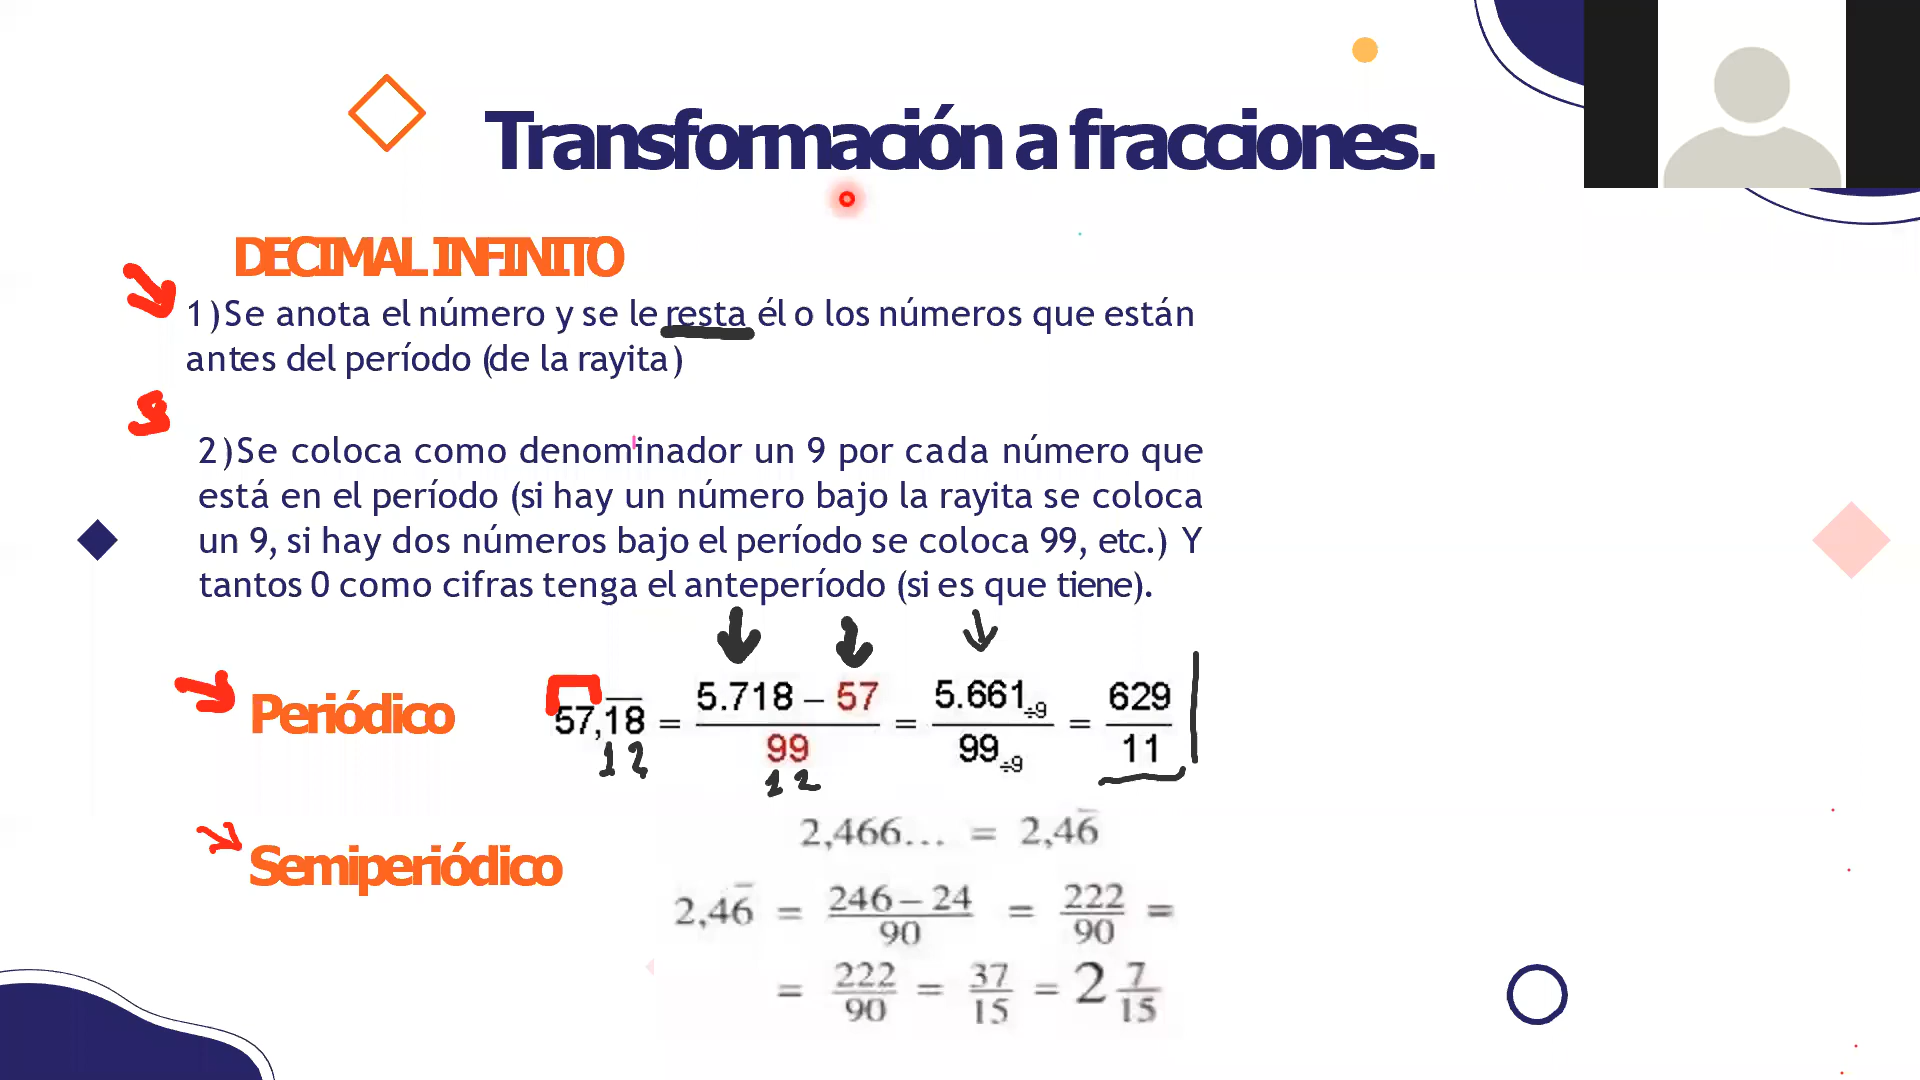 Transformación a fracciones.
DECIMAL INFINITO
1)Se anota el número y se le resta él o los números que están
antes del período (de la rayita)
2)Se coloca como denominador un 9 por cada número que
está en el período (si hay un número bajo la rayita se coloca
un 9, si hay dos números bajo el período se coloca 99, etc.) Y
tantos 0 como cifras tenga el anteperíodo (si es que tiene).
Periódico
57,1̅8̅ = (5.718 – 57)/99 = 5.661÷9/99÷9 = 629/11
1 2
1 2
Semiperiódico
2,466... = 2,46̅
2,46̅ = (246 – 24)/90 = 222/90 =
= 222/90 = 37/15 = 2 7/15